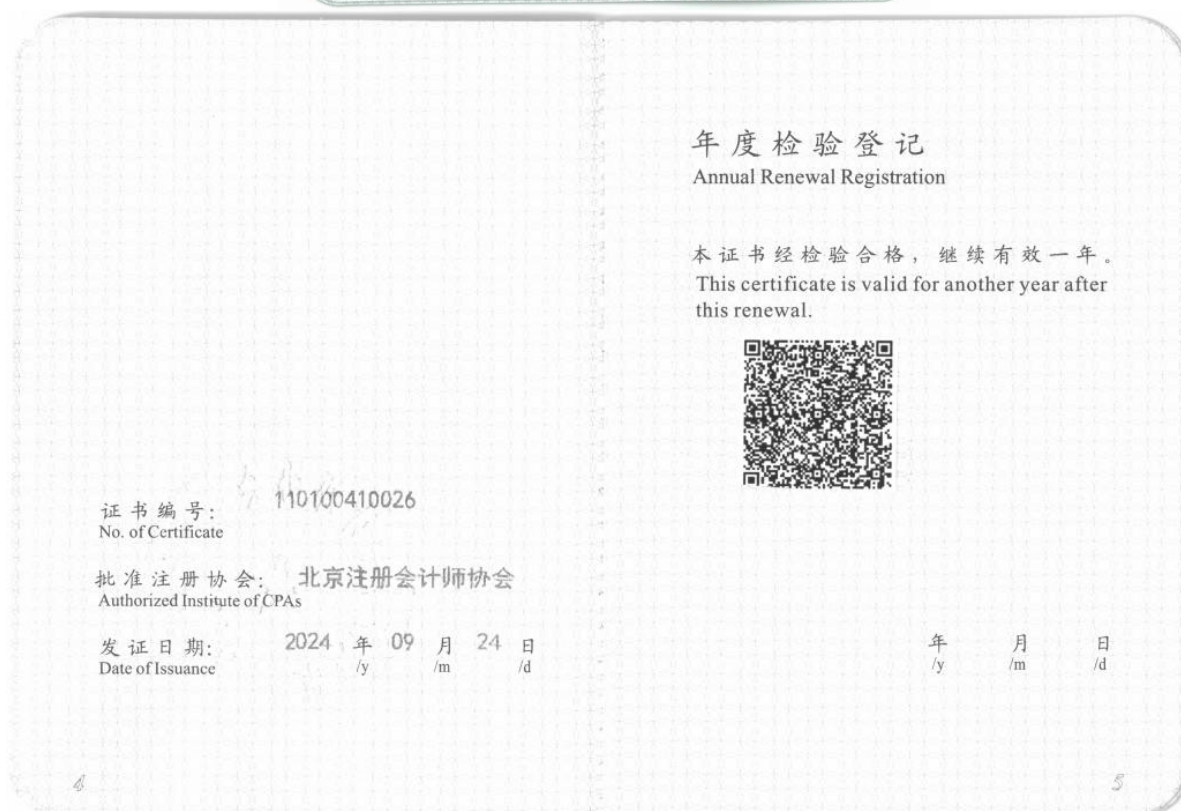 证书编号: 110100410026
No. of Certificate
批准注册协会: 北京注册会计师协会
Authorized Institute of CPAs
发证日期: 2024 年 09 月 24 日
Date of Issuance /y /m /d
4
年度检验登记
Annual Renewal Registration
本证书经检验合格，继续有效一年。
This certificate is valid for another year after
this renewal.
年 月 日
/y /m /d
5